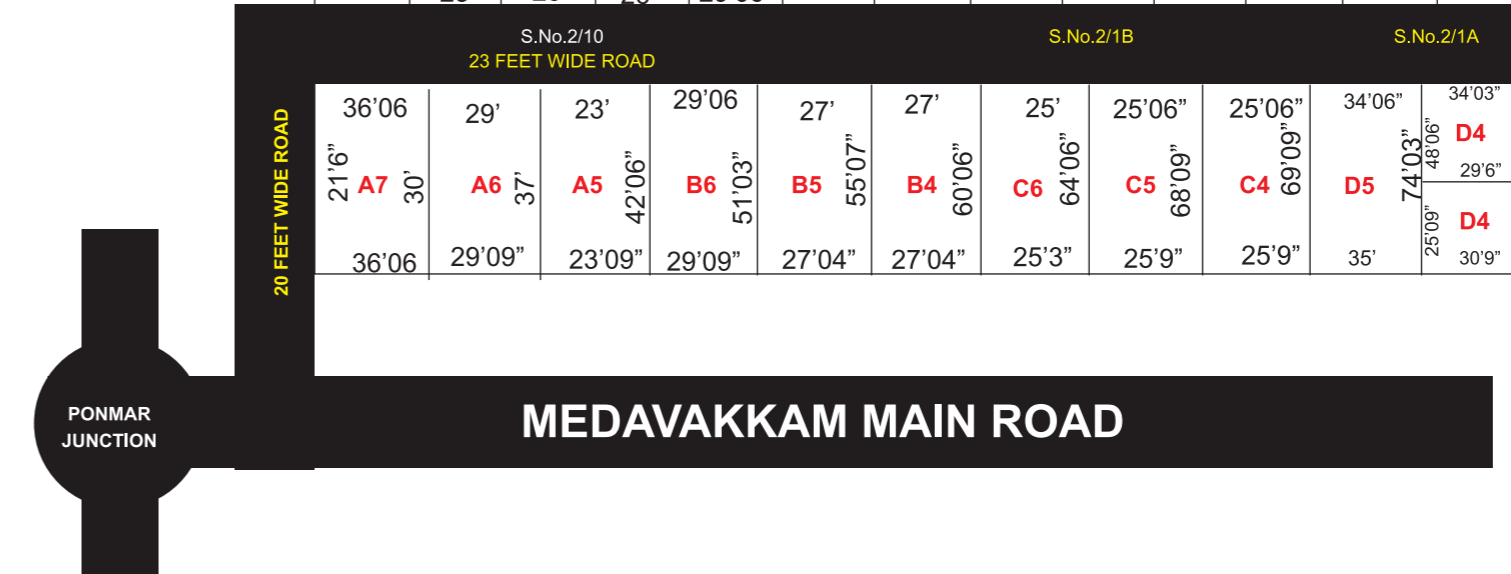 S.No.2/10
S.No.2/1B
S.No.2/1A
23 FEET WIDE ROAD
20 FEET WIDE ROAD
36’06
29’
23’
29’06
27’
27’
25’
25’06”
25’06”
34’06”
34’03”
21’6”
A7
30’
A6
37’
A5
42’06”
B6
51’03”
B5
55’07”
B4
60’06”
C6
64’06”
C5
68’09”
C4
69’09”
D5
74’03”
48’06”
D4
29’6”
25’09”
D4
30’9”
36’06
29’09”
23’09”
29’09”
27’04”
27’04”
25’3”
25’9”
25’9”
35’
PONMAR
JUNCTION
MEDAVAKKAM MAIN ROAD